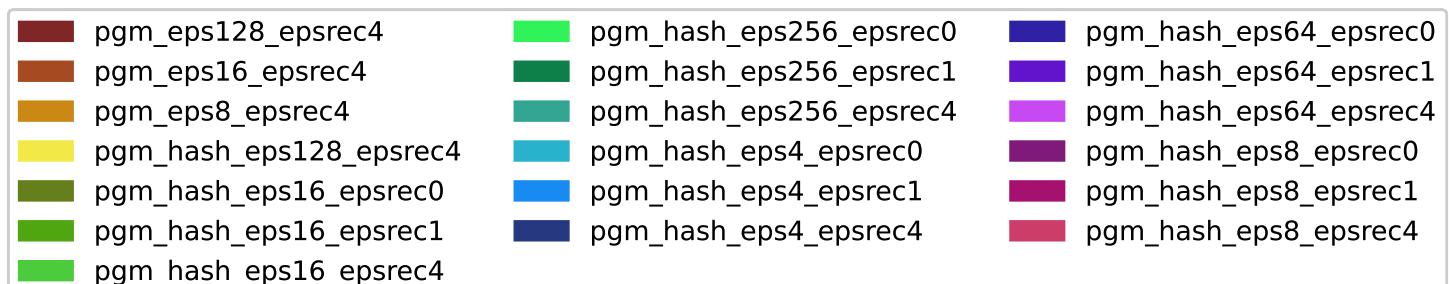 pgm_eps128_epsrec4
pgm_eps16_epsrec4
pgm_eps8_epsrec4
pgm_hash_eps128_epsrec4
pgm_hash_eps16_epsrec0
pgm_hash_eps16_epsrec1
pgm_hash_eps16_epsrec4
pgm_hash_eps256_epsrec0
pgm_hash_eps256_epsrec1
pgm_hash_eps256_epsrec4
pgm_hash_eps4_epsrec0
pgm_hash_eps4_epsrec1
pgm_hash_eps4_epsrec4
pgm_hash_eps64_epsrec0
pgm_hash_eps64_epsrec1
pgm_hash_eps64_epsrec4
pgm_hash_eps8_epsrec0
pgm_hash_eps8_epsrec1
pgm_hash_eps8_epsrec4